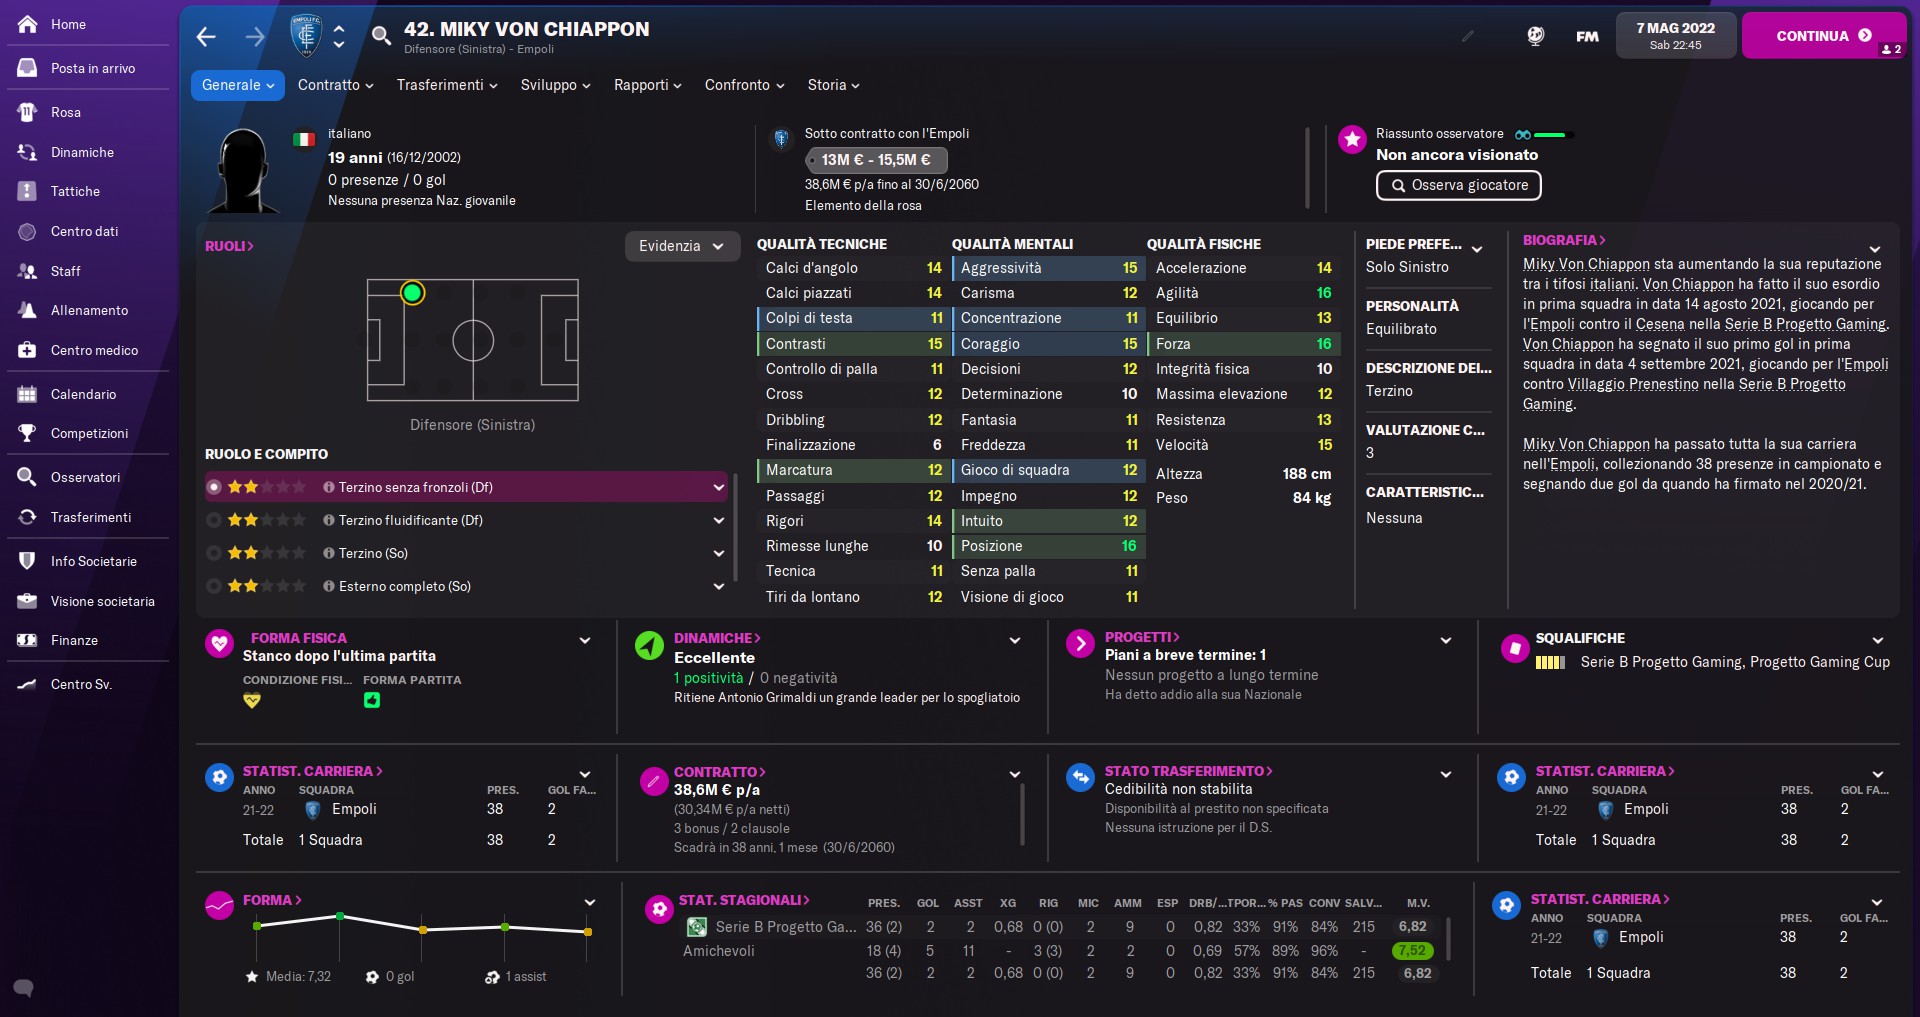 Home
Posta in arrivo
Rosa
Dinamiche
Tattiche
Centro dati
Staff
Allenamento
Centro medico
Calendario
Competizioni
Osservatori
Trasferimenti
Info Societarie
Visione societaria
Finanze
Centro Sv.
42. MIKY VON CHIAPPON
Difensore (Sinistra) - Empoli
FM
7 MAG 2022
Sab 22:45
CONTINUA
2
Generale
Contratto
Trasferimenti
Sviluppo
Rapporti
Confronto
Storia
italiano
19 anni (16/12/2002)
0 presenze / 0 gol
Nessuna presenza Naz. giovanile
Sotto contratto con l'Empoli
13M € - 15,5M €
38,6M € p/a fino al 30/6/2060
Elemento della rosa
Riassunto osservatore
Non ancora visionato
Osserva giocatore
RUOLI
Evidenzia
Difensore (Sinistra)
RUOLO E COMPITO
Terzino senza fronzoli (Df)
Terzino fluidificante (Df)
Terzino (So)
Esterno completo (So)
QUALITÀ TECNICHE
Calci d'angolo 14
Calci piazzati 14
Colpi di testa 11
Contrasti 15
Controllo di palla 11
Cross 12
Dribbling 12
Finalizzazione 6
Marcatura 12
Passaggi 12
Rigori 14
Rimesse lunghe 10
Tecnica 11
Tiri da lontano 12
QUALITÀ MENTALI
Aggressività 15
Carisma 12
Concentrazione 11
Coraggio 15
Decisioni 12
Determinazione 10
Fantasia 11
Freddezza 11
Gioco di squadra 12
Impegno 12
Intuito 12
Posizione 16
Senza palla 11
Visione di gioco 11
QUALITÀ FISICHE
Accelerazione 14
Agilità 16
Equilibrio 13
Forza 16
Integrità fisica 10
Massima elevazione 12
Resistenza 13
Velocità 15
Altezza 188 cm
Peso 84 kg
PIEDE PREFE...
Solo Sinistro
PERSONALITÀ
Equilibrato
DESCRIZIONE DEI...
Terzino
VALUTAZIONE C...
3
CARATTERISTIC...
Nessuna
BIOGRAFIA
Miky Von Chiappon sta aumentando la sua reputazione
tra i tifosi italiani. Von Chiappon ha fatto il suo esordio
in prima squadra in data 14 agosto 2021, giocando per
l'Empoli contro il Cesena nella Serie B Progetto Gaming.
Von Chiappon ha segnato il suo primo gol in prima
squadra in data 4 settembre 2021, giocando per l'Empoli
contro Villaggio Prenestino nella Serie B Progetto
Gaming.
Miky Von Chiappon ha passato tutta la sua carriera
nell'Empoli, collezionando 38 presenze in campionato e
segnando due gol da quando ha firmato nel 2020/21.
FORMA FISICA
Stanco dopo l'ultima partita
CONDIZIONE FISI... FORMA PARTITA
DINAMICHE
Eccellente
1 positività / 0 negatività
Ritiene Antonio Grimaldi un grande leader per lo spogliatoio
PROGETTI
Piani a breve termine: 1
Nessun progetto a lungo termine
Ha detto addio alla sua Nazionale
SQUALIFICHE
Serie B Progetto Gaming, Progetto Gaming Cup
STATIST. CARRIERA
ANNO SQUADRA PRES. GOL FA...
21-22 Empoli 38 2
Totale 1 Squadra 38 2
CONTRATTO
38,6M € p/a
(30,34M € p/a netti)
3 bonus / 2 clausole
Scadrà in 38 anni, 1 mese (30/6/2060)
STATO TRASFERIMENTO
Cedibilità non stabilita
Disponibilità al prestito non specificata
Nessuna istruzione per il D.S.
STATIST. CARRIERA
ANNO SQUADRA PRES. GOL FA...
21-22 Empoli 38 2
Totale 1 Squadra 38 2
FORMA
Media: 7,32 0 gol 1 assist
STAT. STAGIONALI PRES. GOL ASST XG RIG MIC AMM ESP DRB/... TPOR... % PAS CONV SALV... M.V.
Serie B Progetto Ga... 36 (2) 2 2 0,68 0 (0) 2 9 0 0,82 33% 91% 84% 215 6,82
Amichevoli 18 (4) 5 11 - 3 (3) 2 2 0 0,69 57% 89% 96% - 7,52
36 (2) 2 2 0,68 0 (0) 2 9 0 0,82 33% 91% 84% 215 6,82
STATIST. CARRIERA
ANNO SQUADRA PRES. GOL FA...
21-22 Empoli 38 2
Totale 1 Squadra 38 2